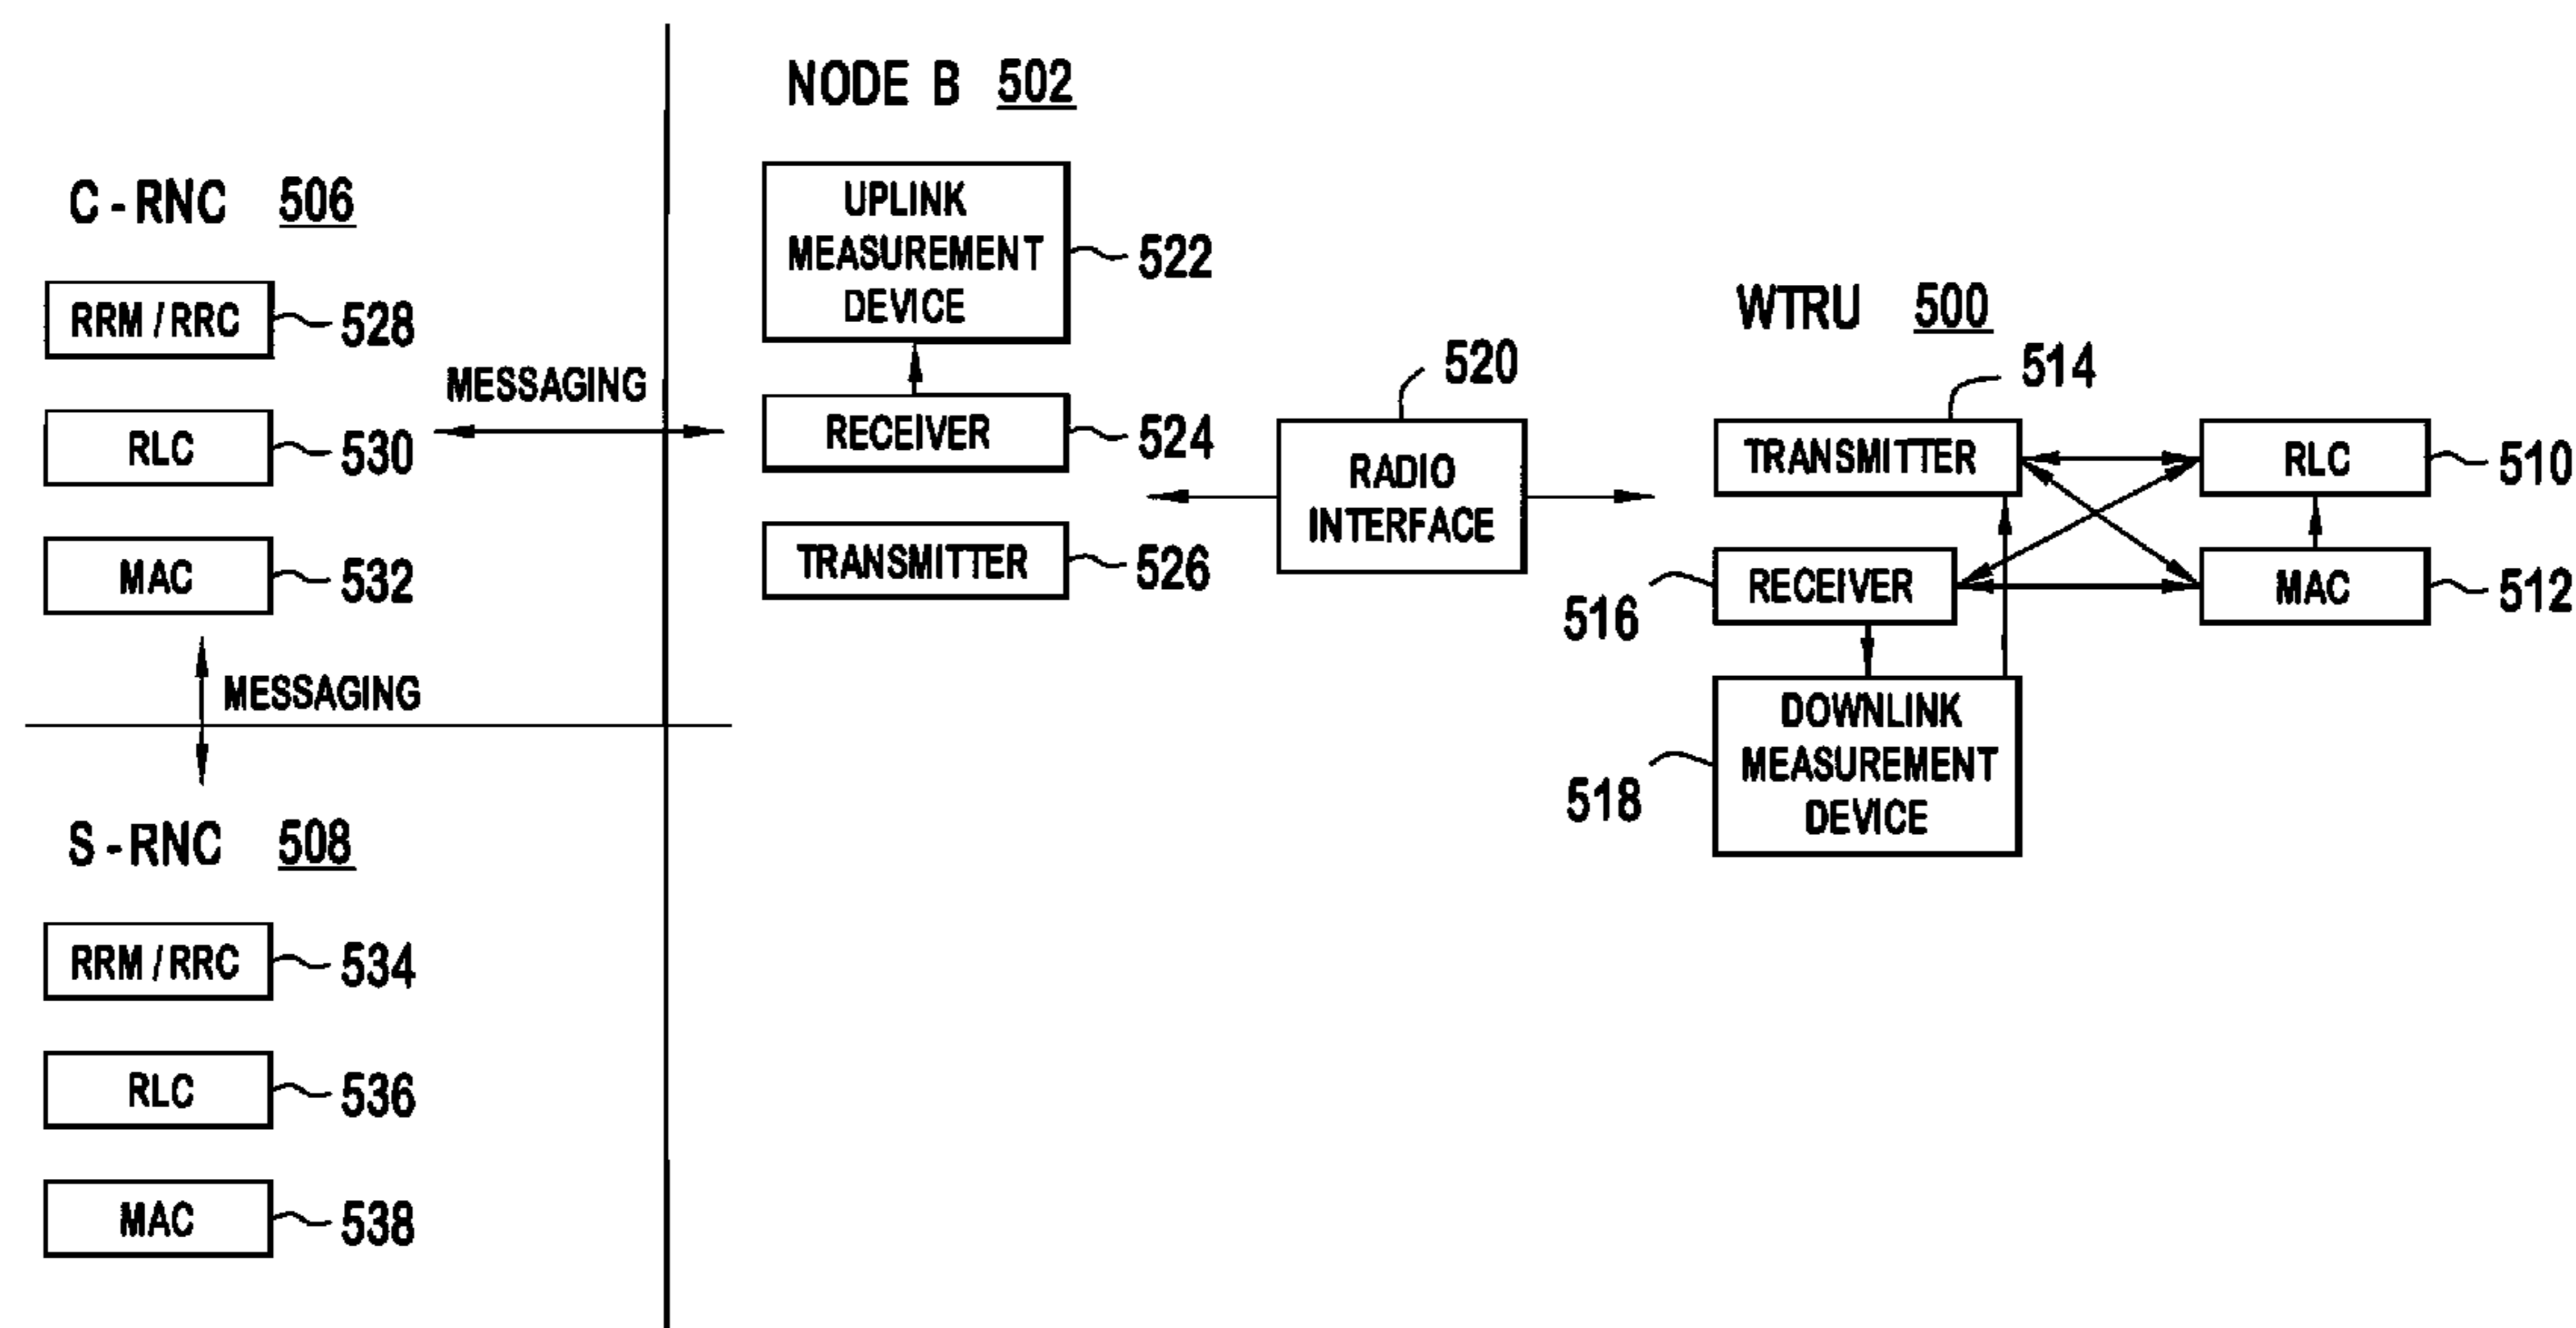 NODE B 502
C - RNC 506
UPLINK
MEASUREMENT
DEVICE
522
RRM / RRC 528
MESSAGING
RLC 530
RECEIVER 524
MAC 532
TRANSMITTER 526
MESSAGING
520
RADIO
INTERFACE
WTRU 500
514
TRANSMITTER
RLC 510
516
RECEIVER
MAC 512
518
DOWNLINK
MEASUREMENT
DEVICE
S - RNC 508
RRM / RRC 534
RLC 536
MAC 538